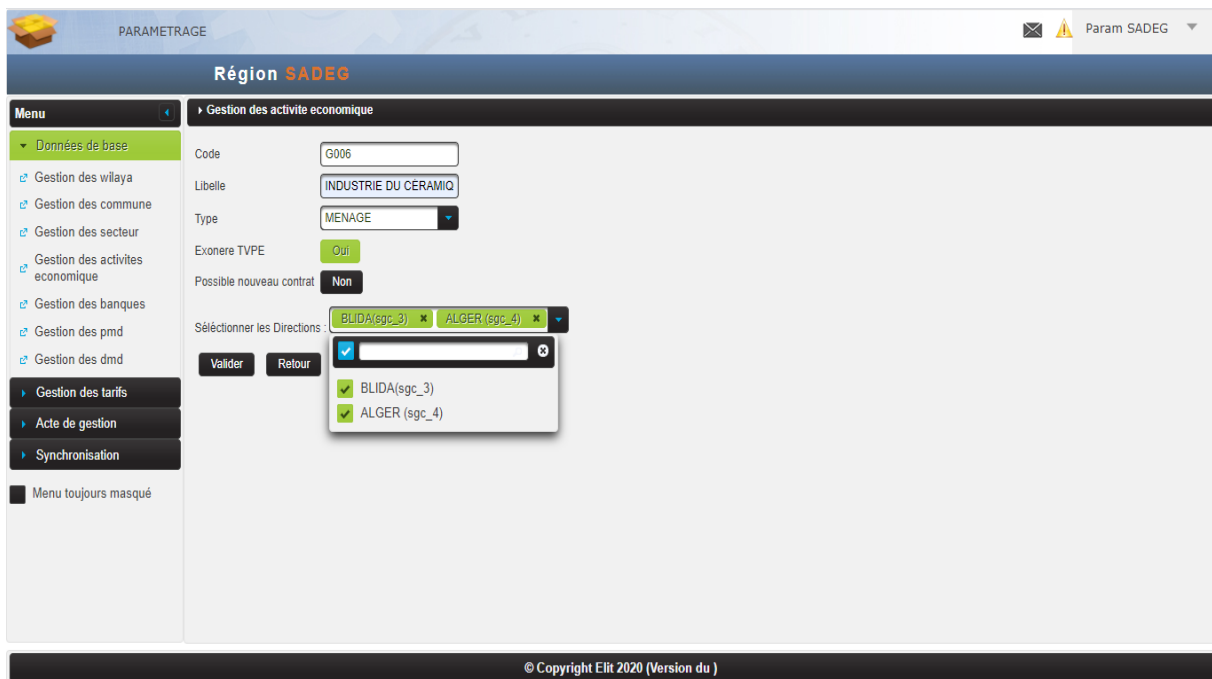 PARAMETRAGE
Param SADEG
Région SADEG
Menu
Données de base
Gestion des wilaya
Gestion des commune
Gestion des secteur
Gestion des activites
economique
Gestion des banques
Gestion des pmd
Gestion des dmd
Gestion des tarifs
Acte de gestion
Synchronisation
Menu toujours masqué
Gestion des activite economique
Code G006
Libelle INDUSTRIE DU CÉRAMIQ
Type MENAGE
Exonere TVPE Oui
Possible nouveau contrat Non
Séléctionner les Directions : BLIDA(sgc_3) ALGER (sgc_4)
Valider Retour
BLIDA(sgc_3)
ALGER (sgc_4)
© Copyright Elit 2020 (Version du )